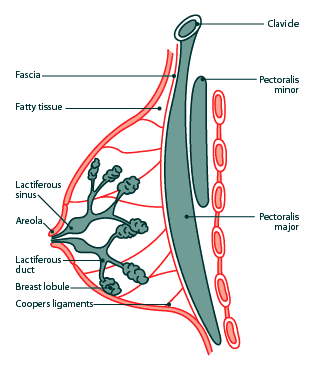 Clavicle
Fascia
Pectoralis
minor
Fatty tissue
Lactiferous
sinus
Areola
Pectoralis
major
Lactiferous
duct
Breast lobule
Coopers ligaments